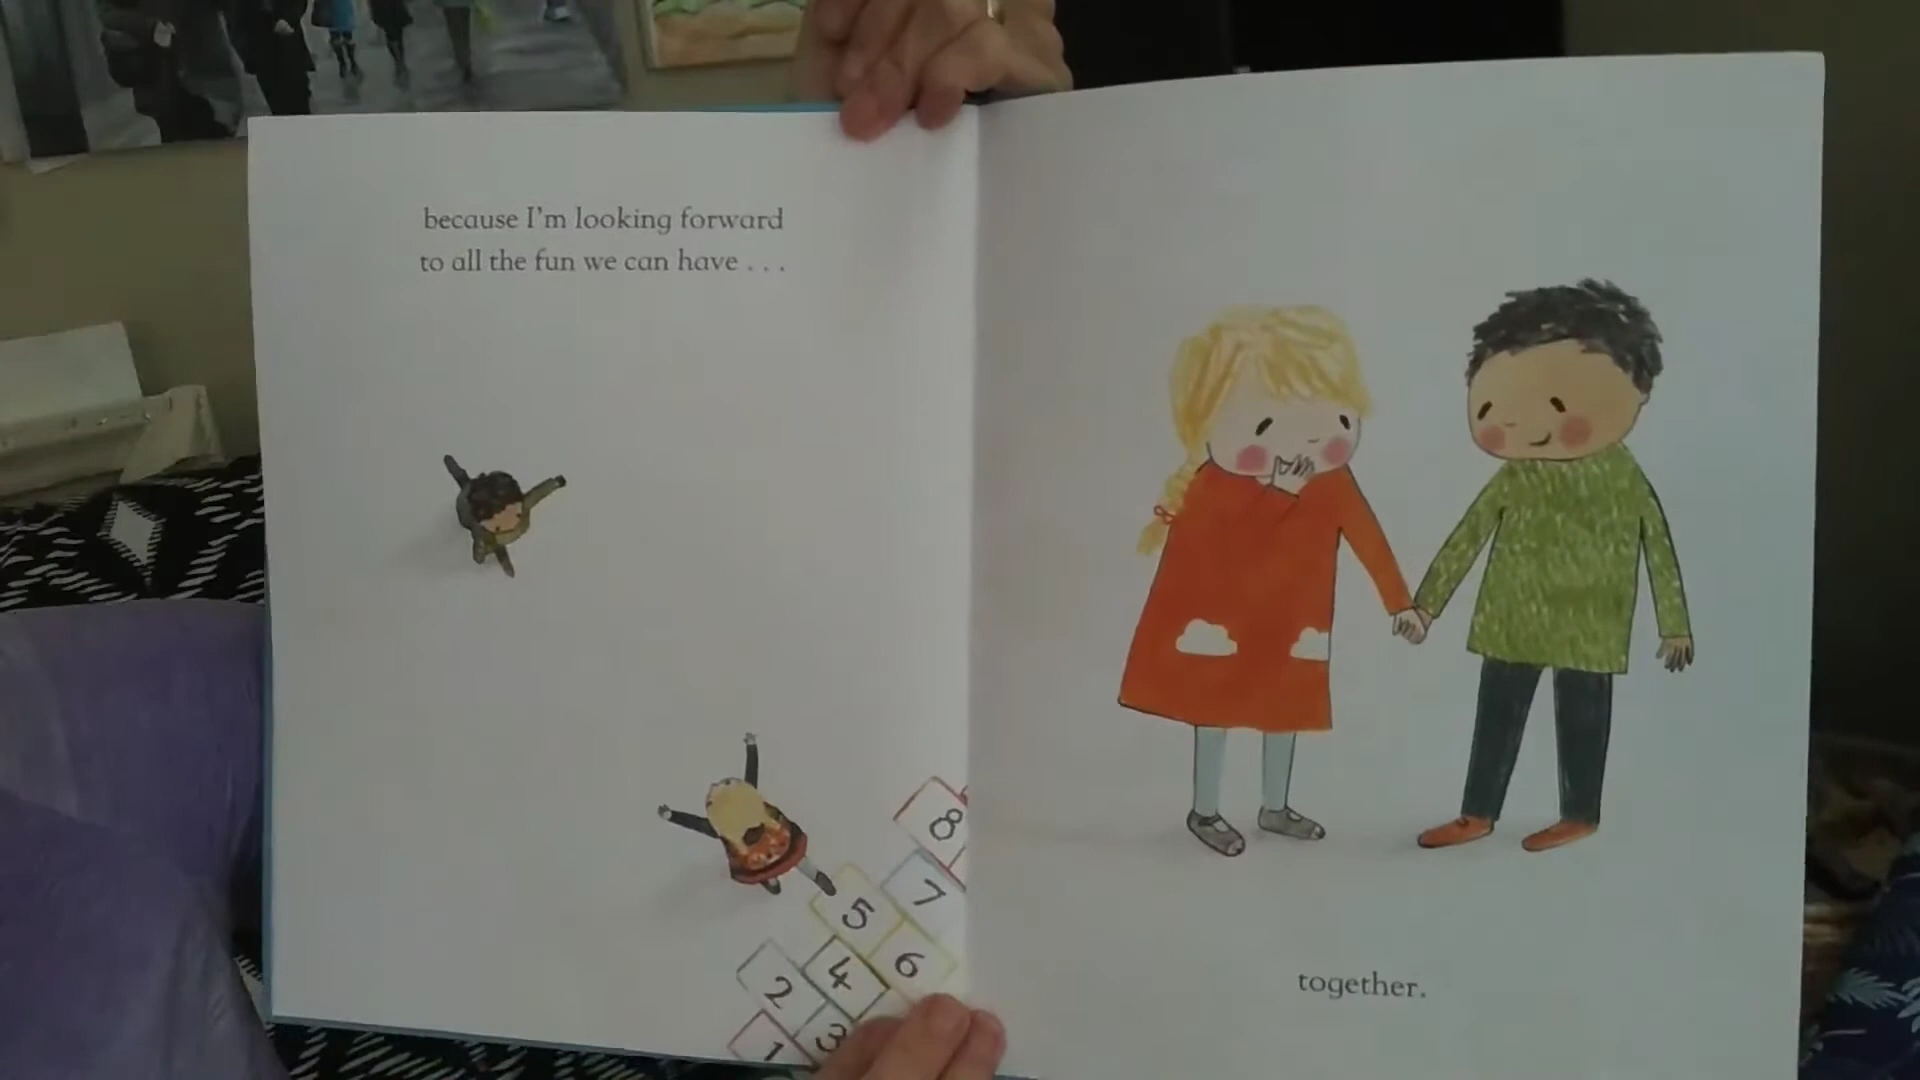 because I'm looking forward
to all the fun we can have . . .
8
7
5
6
4
2
3
1
together.